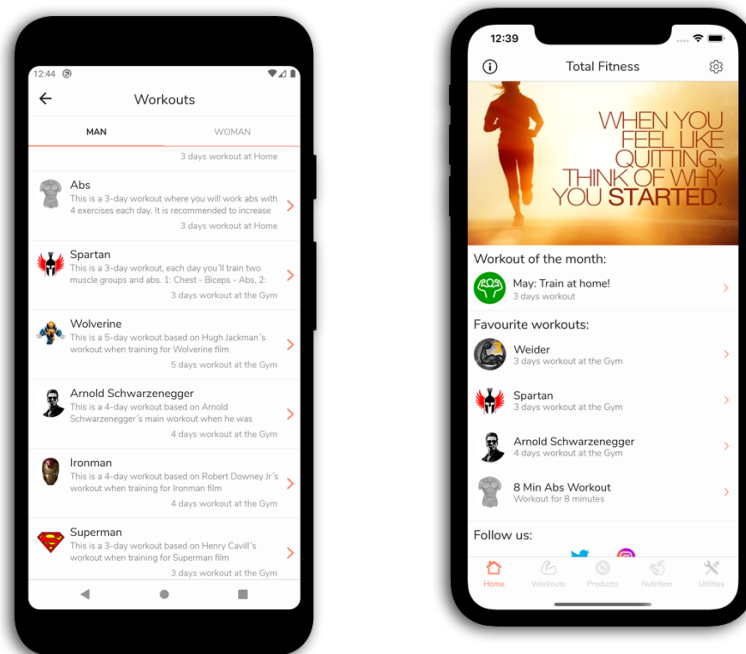 12:44
Workouts
MAN
WOMAN
3 days workout at Home
Abs
This is a 3-day workout where you will work abs with
4 exercises each day. It is recommended to increase
3 days workout at Home
Spartan
This is a 3-day workout, each day you´ll train two
muscle groups and abs. 1: Chest - Biceps - Abs, 2:
3 days workout at the Gym
Wolverine
This is a 5-day workout based on Hugh Jackman´s
workout when training for Wolverine film
5 days workout at the Gym
Arnold Schwarzenegger
This is a 4-day workout based on Arnold
Schwarzenegger´s main workout when he was
4 days workout at the Gym
Ironman
This is a 4-day workout based on Robert Downey Jr´s
workout when training for Ironman film
4 days workout at the Gym
Superman
This is a 3-day workout based on Henry Cavill´s
workout when training for Superman film
3 days workout at the Gym
12:39
Total Fitness
WHEN YOU
FEEL LIKE
QUITTING,
THINK OF WHY
YOU STARTED.
Workout of the month:
May: Train at home!
3 days workout
Favourite workouts:
Weider
3 days workout at the Gym
Spartan
3 days workout at the Gym
Arnold Schwarzenegger
4 days workout at the Gym
8 Min Abs Workout
Workout for 8 minutes
Follow us:
Home
Workouts
Products
Nutrition
Utilities